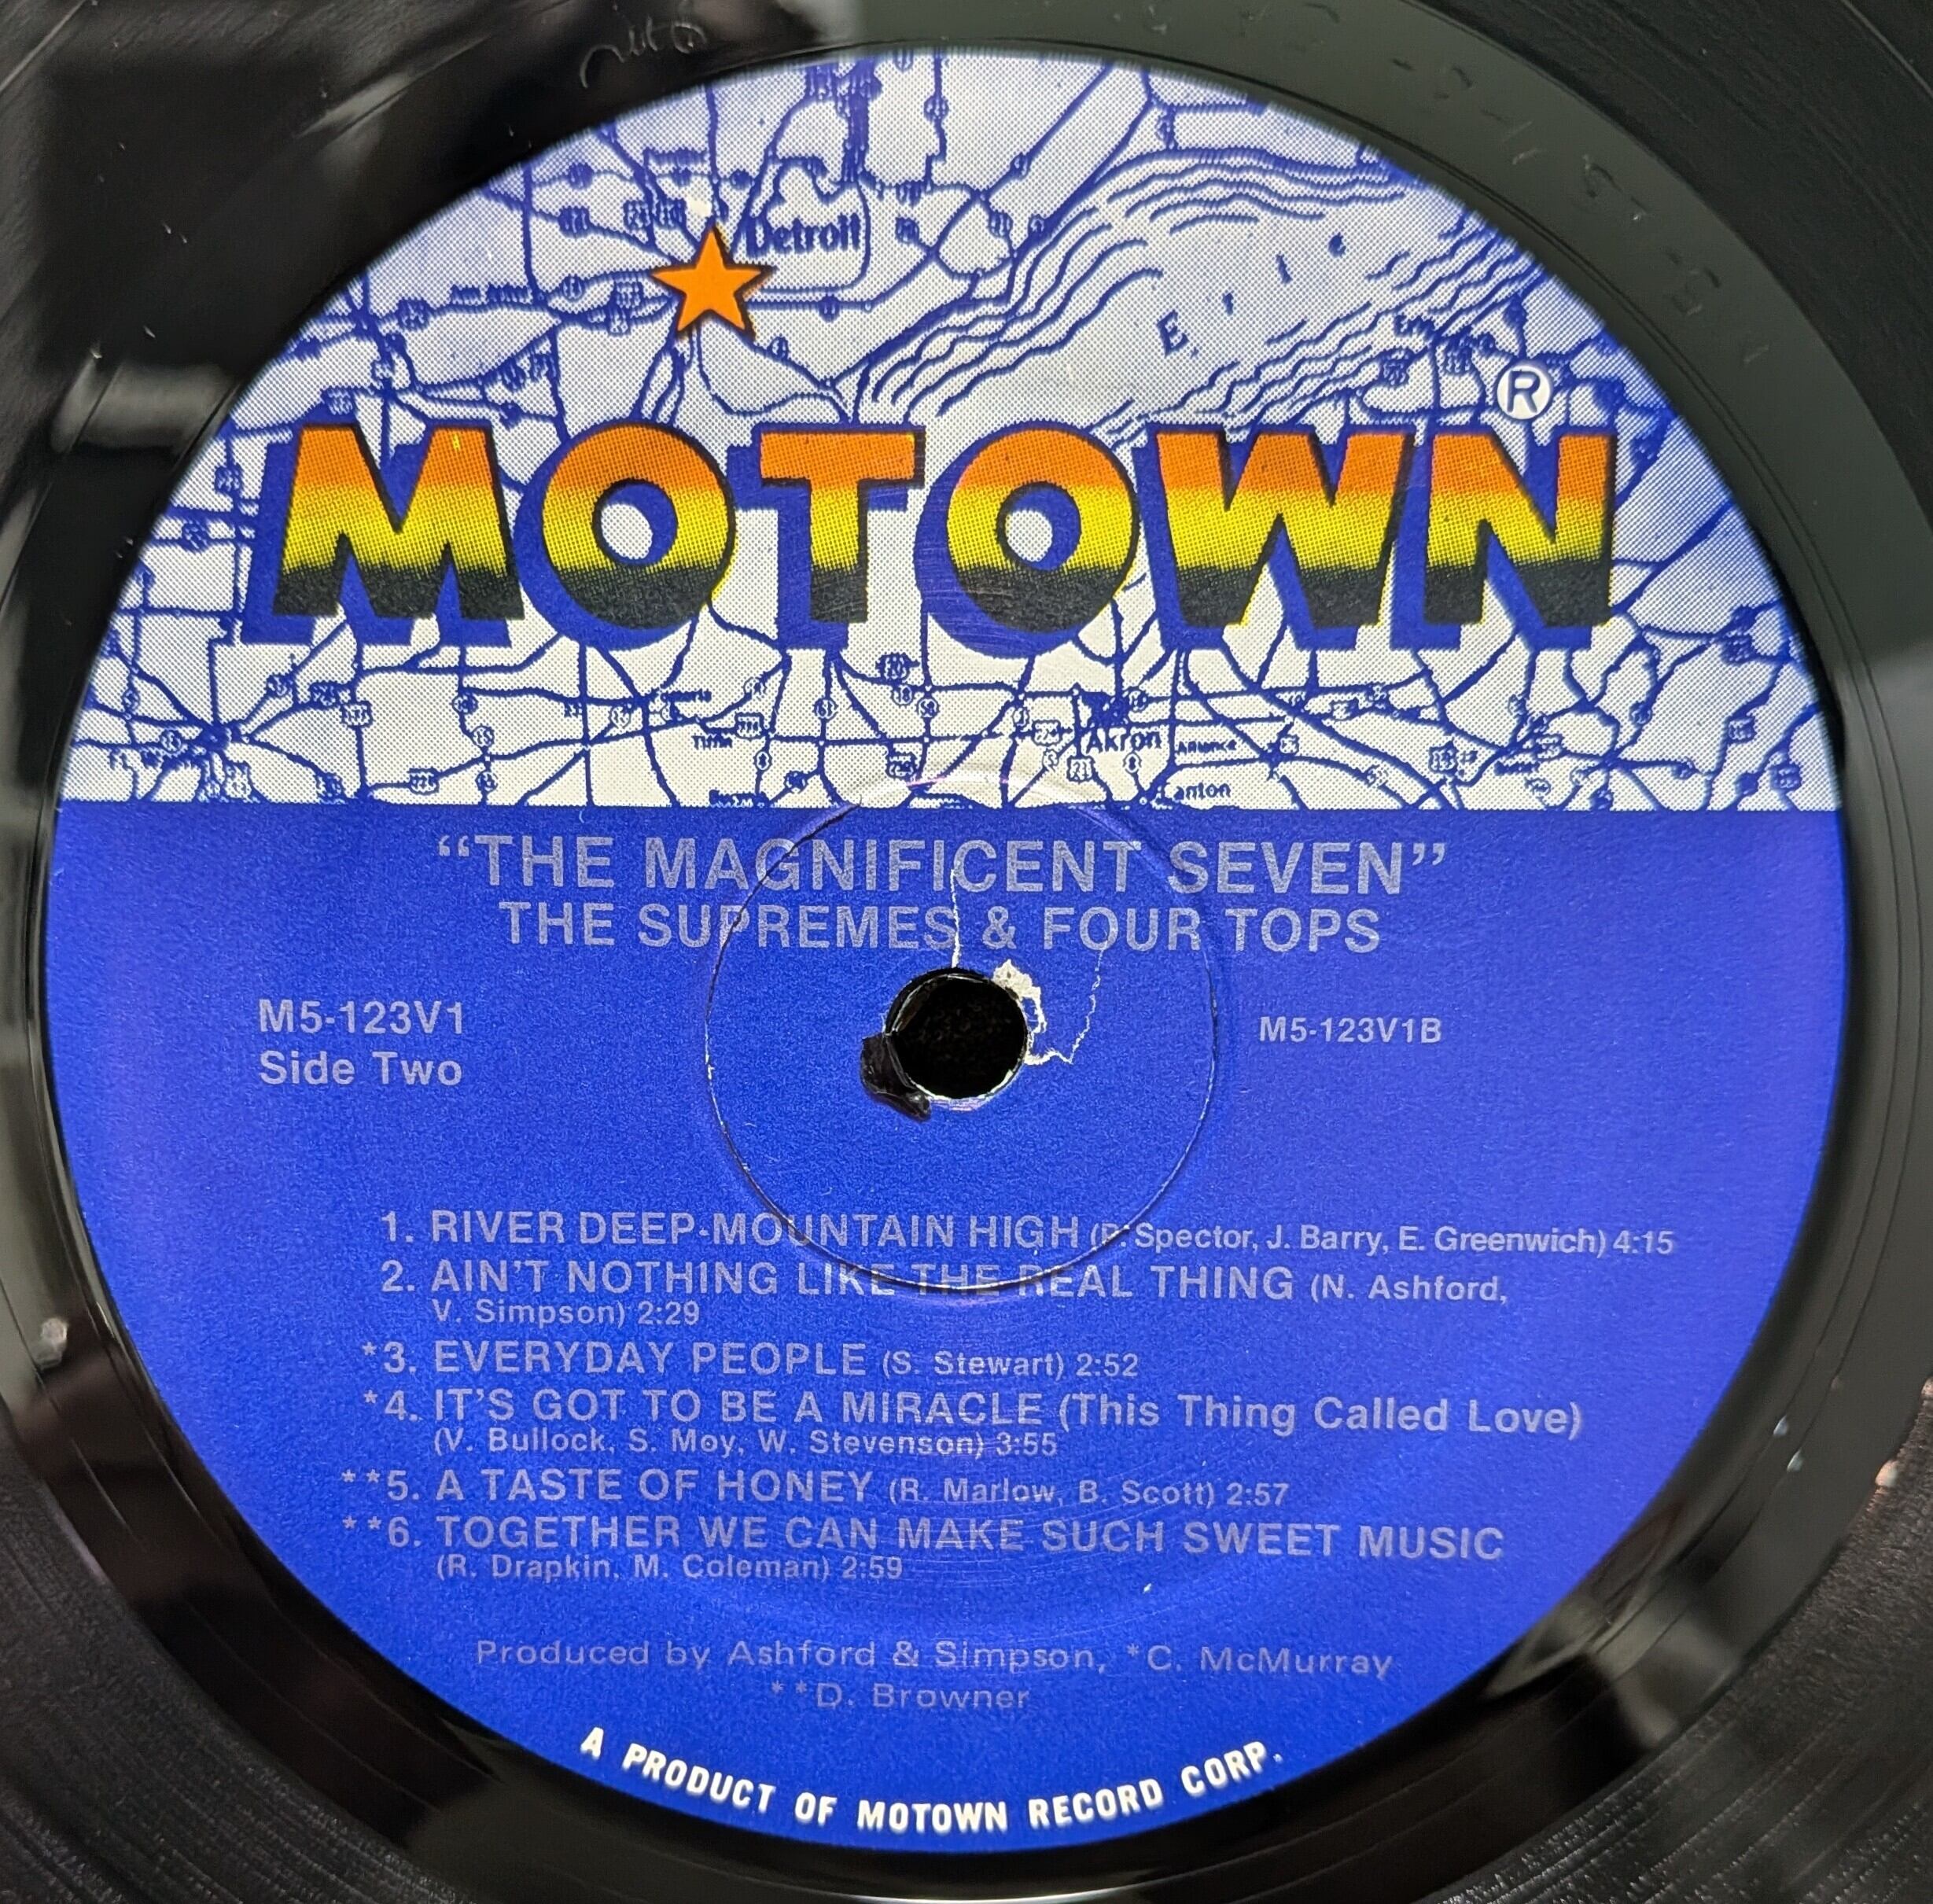 Detroit
E r i e
®
MOTOWN
Tiffin
Akron
Alliance
Canton
“THE MAGNIFICENT SEVEN”
THE SUPREMES & FOUR TOPS
M5-123V1
Side Two
M5-123V1B
1. RIVER DEEP-MOUNTAIN HIGH (P. Spector, J. Barry, E. Greenwich) 4:15
2. AIN'T NOTHING LIKE THE REAL THING (N. Ashford,
V. Simpson) 2:29
*3. EVERYDAY PEOPLE (S. Stewart) 2:52
*4. IT'S GOT TO BE A MIRACLE (This Thing Called Love)
(V. Bullock, S. Moy, W. Stevenson) 3:55
**5. A TASTE OF HONEY (R. Marlow, B. Scott) 2:57
**6. TOGETHER WE CAN MAKE SUCH SWEET MUSIC
(R. Drapkin, M. Coleman) 2:59
Produced by Ashford & Simpson, *C. McMurray
**D. Browner
A PRODUCT OF MOTOWN RECORD CORP.